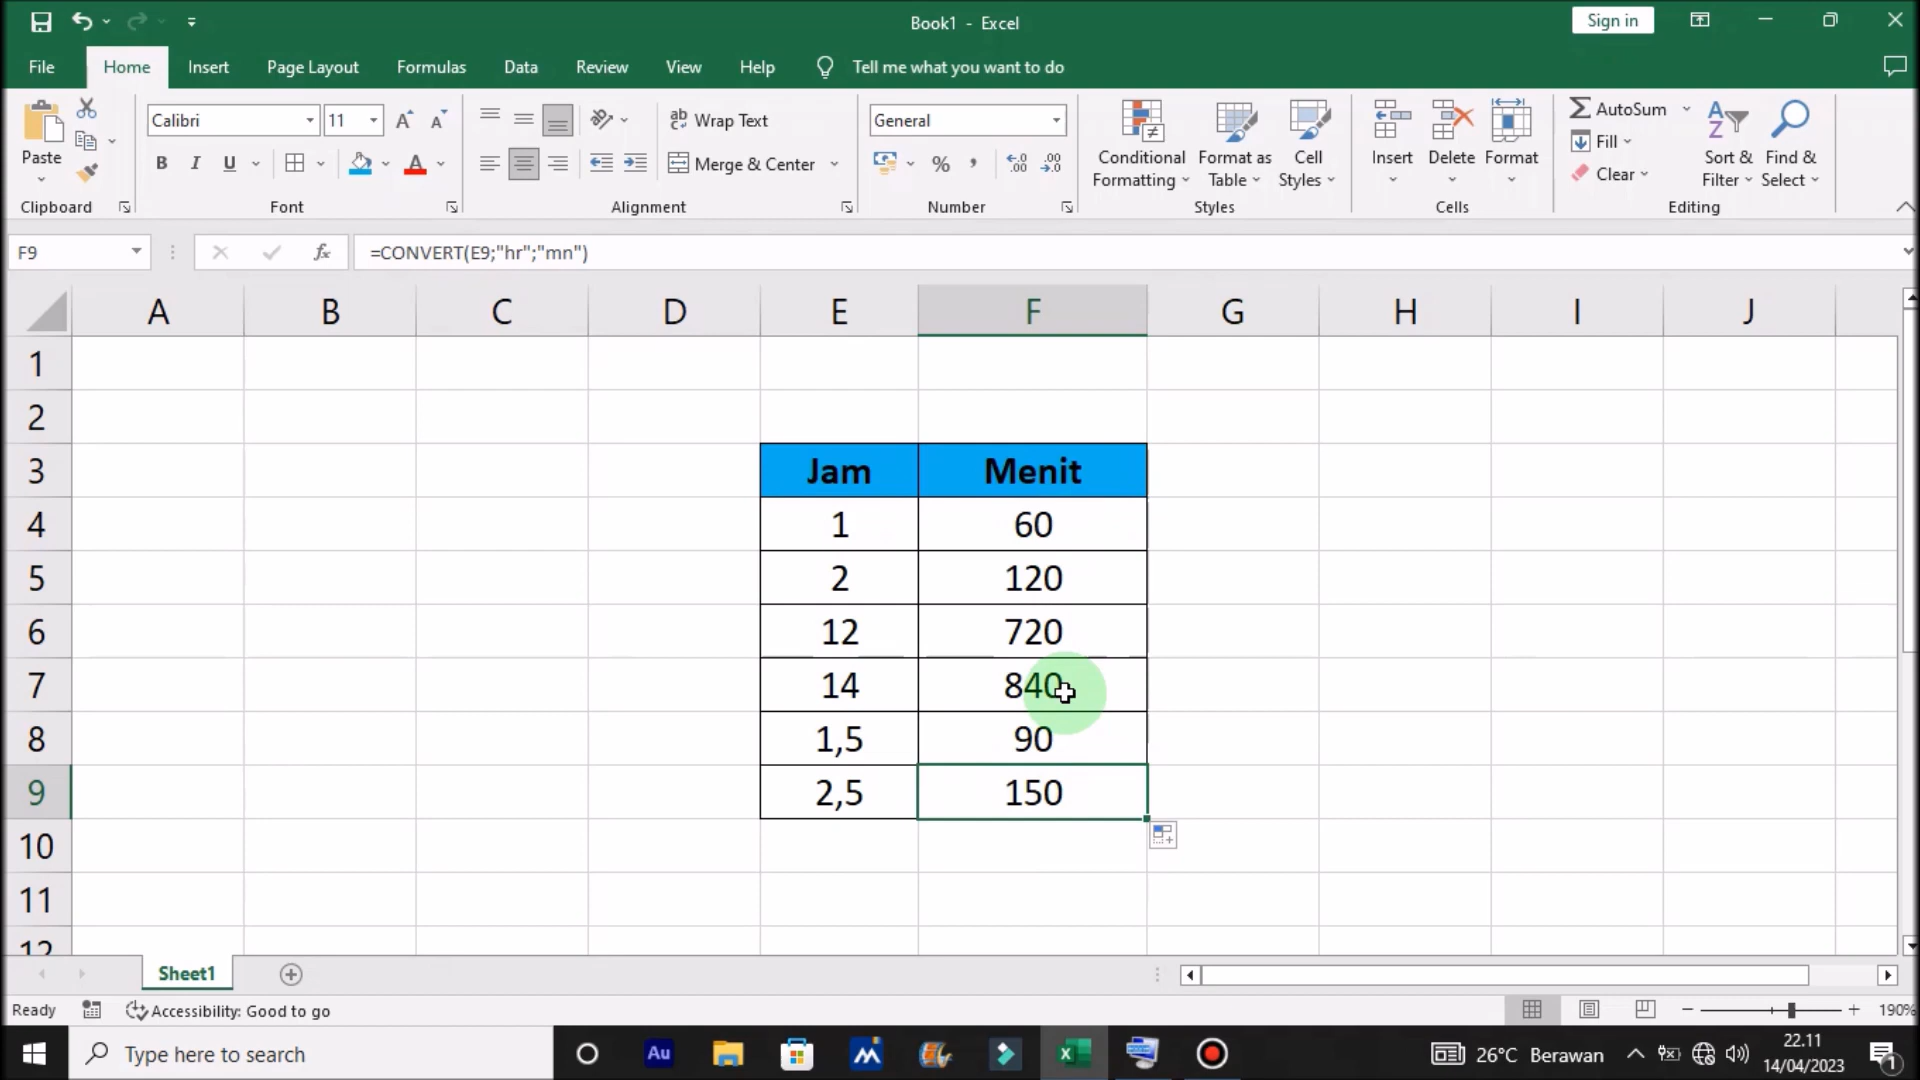 Book1 - Excel
Sign in
File Home Insert Page Layout Formulas Data Review View Help Tell me what you want to do
Paste
Clipboard
Calibri 11
B I U
Font
Wrap Text
Merge & Center
Alignment
General
%
Number
Conditional Formatting
Format as Table
Cell Styles
Styles
Insert Delete Format
Cells
AutoSum
Fill
Clear
Sort & Filter
Find & Select
Editing
F9 fx =CONVERT(E9;"hr";"mn")
A B C D E F G H I J
1
2
3 Jam Menit
4 1 60
5 2 120
6 12 720
7 14 840
8 1,5 90
9 2,5 150
10
11
12
Sheet1
Ready Accessibility: Good to go 190%
Type here to search Au 26°C Berawan 22.11
14/04/2023 1